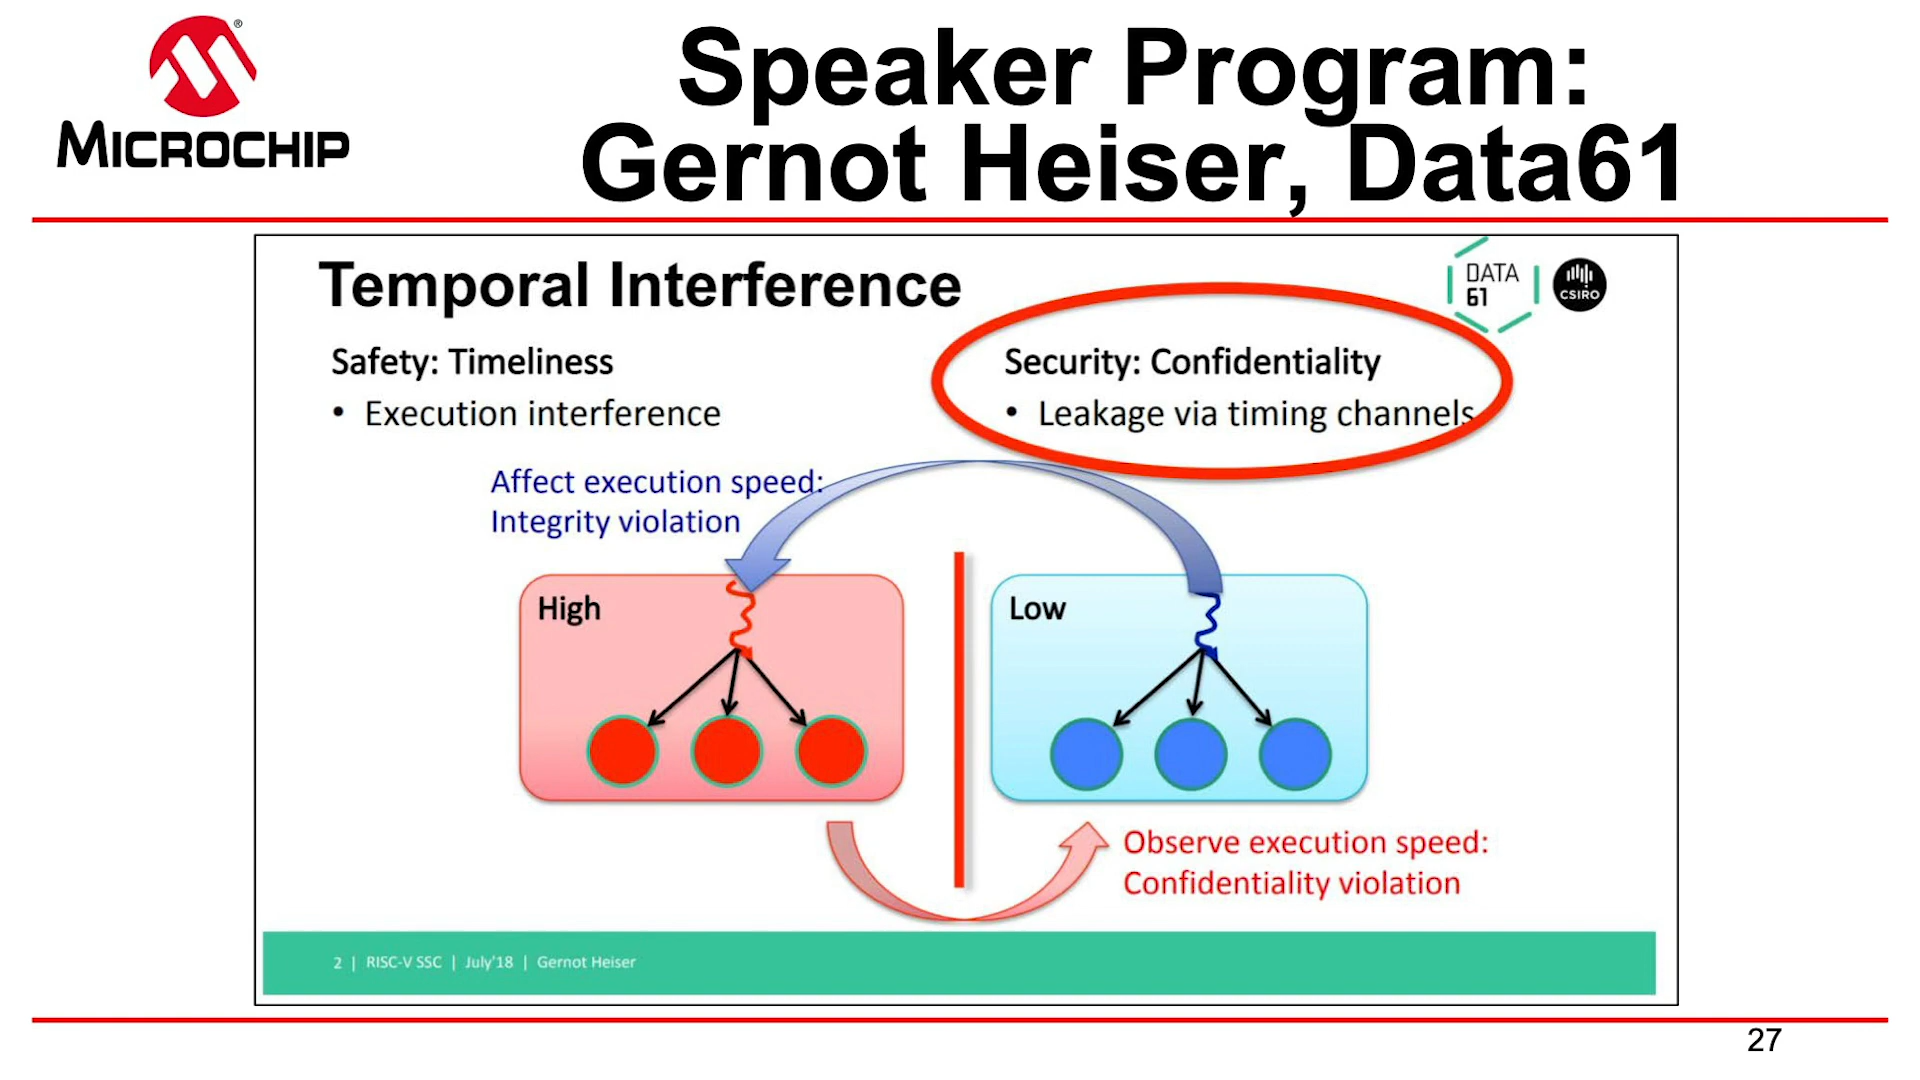 MICROCHIP
®
Speaker Program:
Gernot Heiser, Data61
Temporal Interference
DATA
61
CSIRO
Safety: Timeliness
• Execution interference
Security: Confidentiality
• Leakage via timing channels
Affect execution speed:
Integrity violation
High
Low
Observe execution speed:
Confidentiality violation
2 | RISC-V SSC | July'18 | Gernot Heiser
27